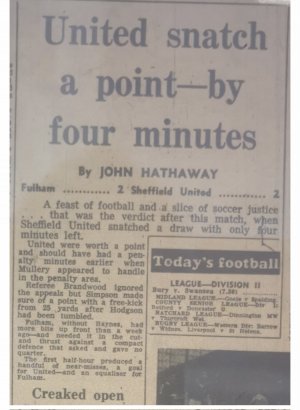 United snatch
a point—by
four minutes
By JOHN HATHAWAY
Fulham ............ 2 Sheffield United ............ 2
A feast of football and a slice of soccer justice
. . . that was the verdict after this match, when
Sheffield United snatched a draw with only four
minutes left.
United were worth a point
and should have had a pen-
alty minutes earlier when
Mullery appeared to handle
in the penalty area.
Referee Brandwood ignored
the appeals but Simpson made
sure of a point with a free-kick
from 25 yards after Hodgson
had been tumbled.
Fulham, without Haynes, had
more bite up front than a week
ago—and needed it in the cut-
and thrust against a compact
defence that asked and gave no
quarter.
The first half-hour produced a
handful of near-misses, a goal
for United—and an equaliser for
Fulham.
Creaked open
Today's football
LEAGUE—DIVISION II
Bury v. Swansea (7.30)
MIDLAND LEAGUE.—Goole v Spalding.
COUNTY SENIOR LEAGUE—Div 1:
v
HATCHARD LEAGUE.—Dinnington MW
v Thurcroft Wel.
RUGBY LEAGUE—Western Div: Barrow
v Widnes. Liverpool v St Helens.